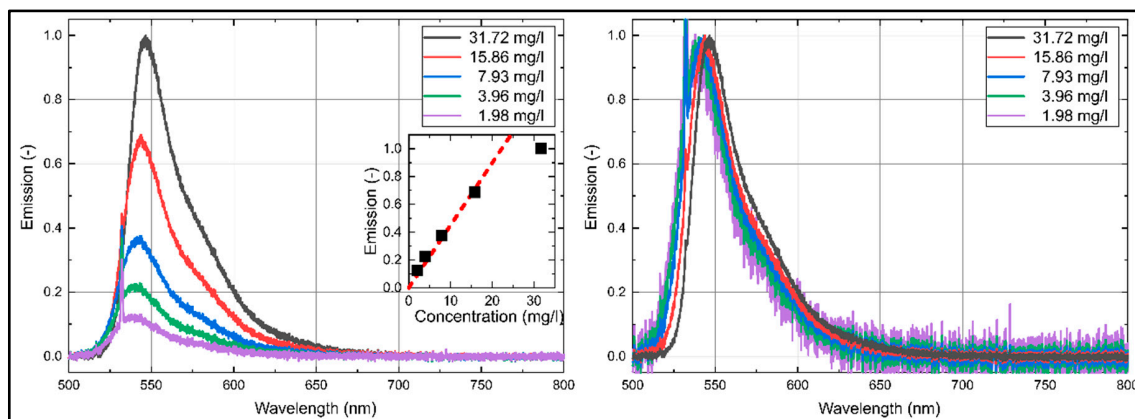 31.72 mg/l
15.86 mg/l
7.93 mg/l
3.96 mg/l
1.98 mg/l
1.0
0.8
0.6
0.4
0.2
0.0
Emission (-)
500 550 600 650 700 750 800
Wavelength (nm)
1.0
0.8
0.6
0.4
0.2
0.0
Emission (-)
0 10 20 30
Concentration (mg/l)
31.72 mg/l
15.86 mg/l
7.93 mg/l
3.96 mg/l
1.98 mg/l
1.0
0.8
0.6
0.4
0.2
0.0
Emission (-)
500 550 600 650 700 750 800
Wavelength (nm)